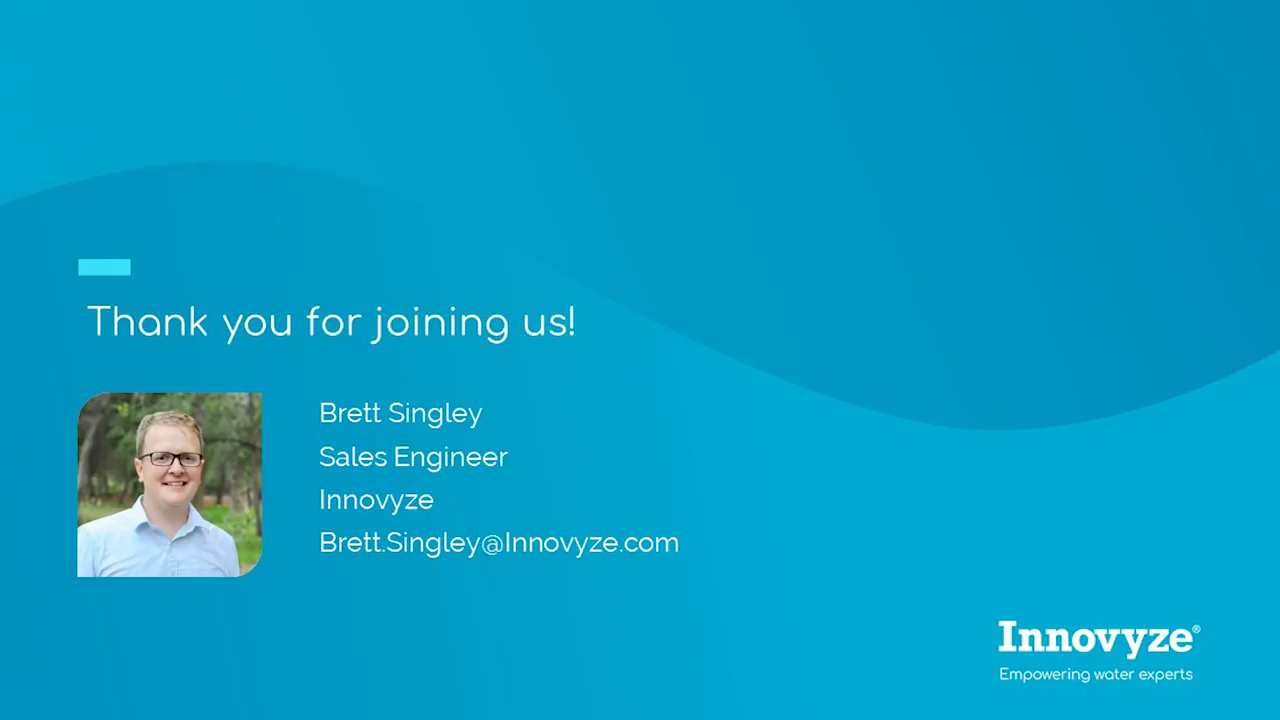 Thank you for joining us!
Brett Singley
Sales Engineer
Innovyze
Brett.Singley@Innovyze.com
Innovyze®
Empowering water experts